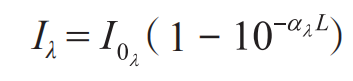 I_λ = I_{0_λ} ( 1 − 10^{−α_λ L} )